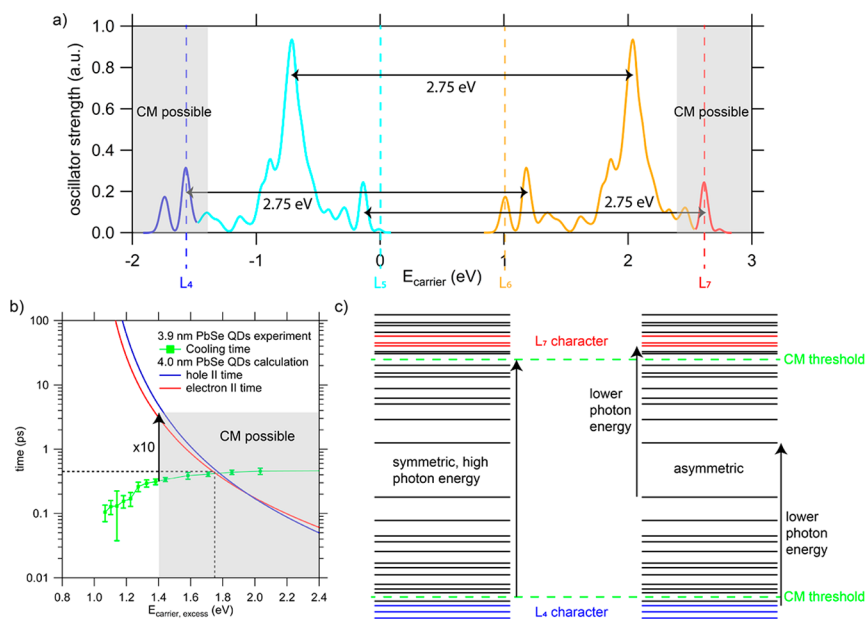 a)
oscillator strength (a.u.)
1.0
0.8
0.6
0.4
0.2
0.0
CM possible
CM possible
2.75 eV
2.75 eV
2.75 eV
-2
-1
0
1
2
3
L4
L5
E carrier (eV)
L6
L7
b)
time (ps)
100
10
1
0.1
0.01
3.9 nm PbSe QDs experiment
Cooling time
4.0 nm PbSe QDs calculation
hole II time
electron II time
CM possible
x10
0.8
1.0
1.2
1.4
1.6
1.8
2.0
2.2
2.4
E carrier, excess (eV)
c)
L7 character
CM threshold
lower
photon
energy
symmetric, high
photon energy
asymmetric
lower
photon
energy
CM threshold
L4 character